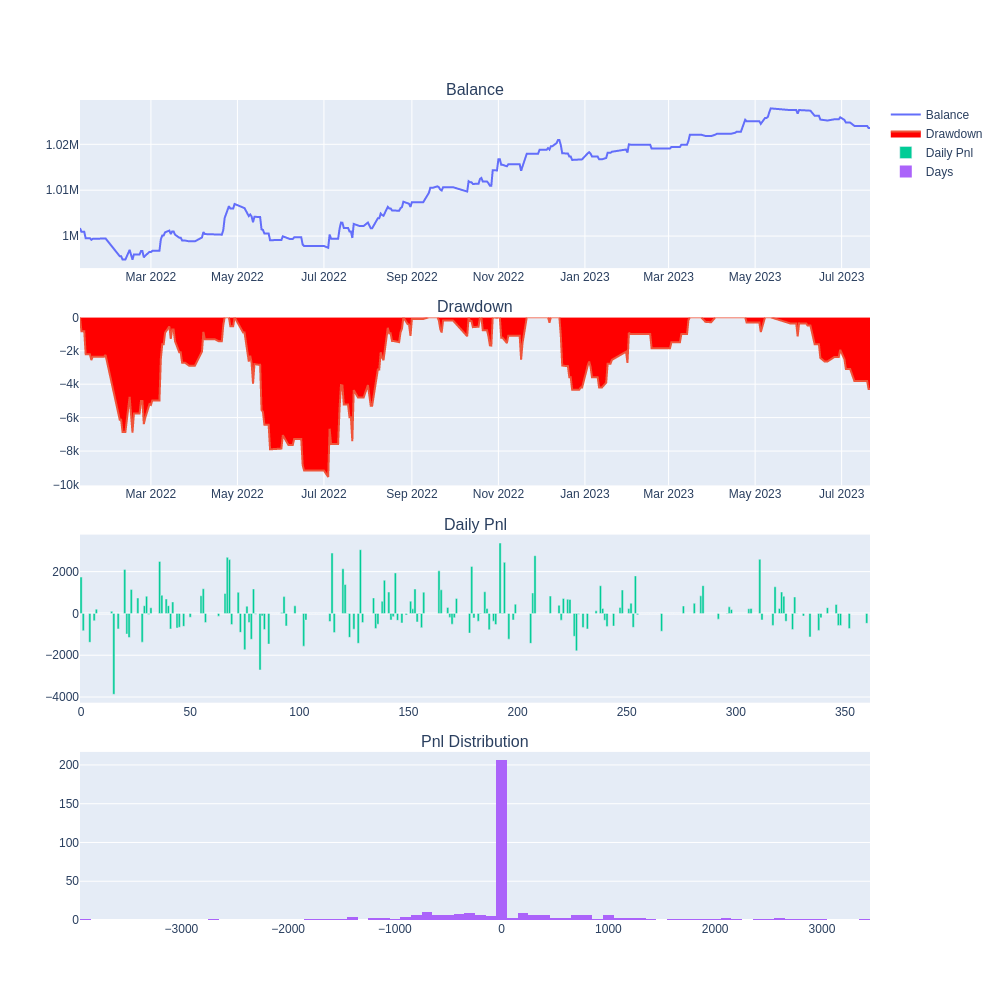 Balance
1.02M
1.01M
1M
Mar 2022 May 2022 Jul 2022 Sep 2022 Nov 2022 Jan 2023 Mar 2023 May 2023 Jul 2023
Balance
Drawdown
Daily Pnl
Days
Drawdown
0
−2k
−4k
−6k
−8k
−10k
Mar 2022 May 2022 Jul 2022 Sep 2022 Nov 2022 Jan 2023 Mar 2023 May 2023 Jul 2023
Daily Pnl
2000
0
−2000
−4000
0 50 100 150 200 250 300 350
Pnl Distribution
200
150
100
50
0
−3000 −2000 −1000 0 1000 2000 3000